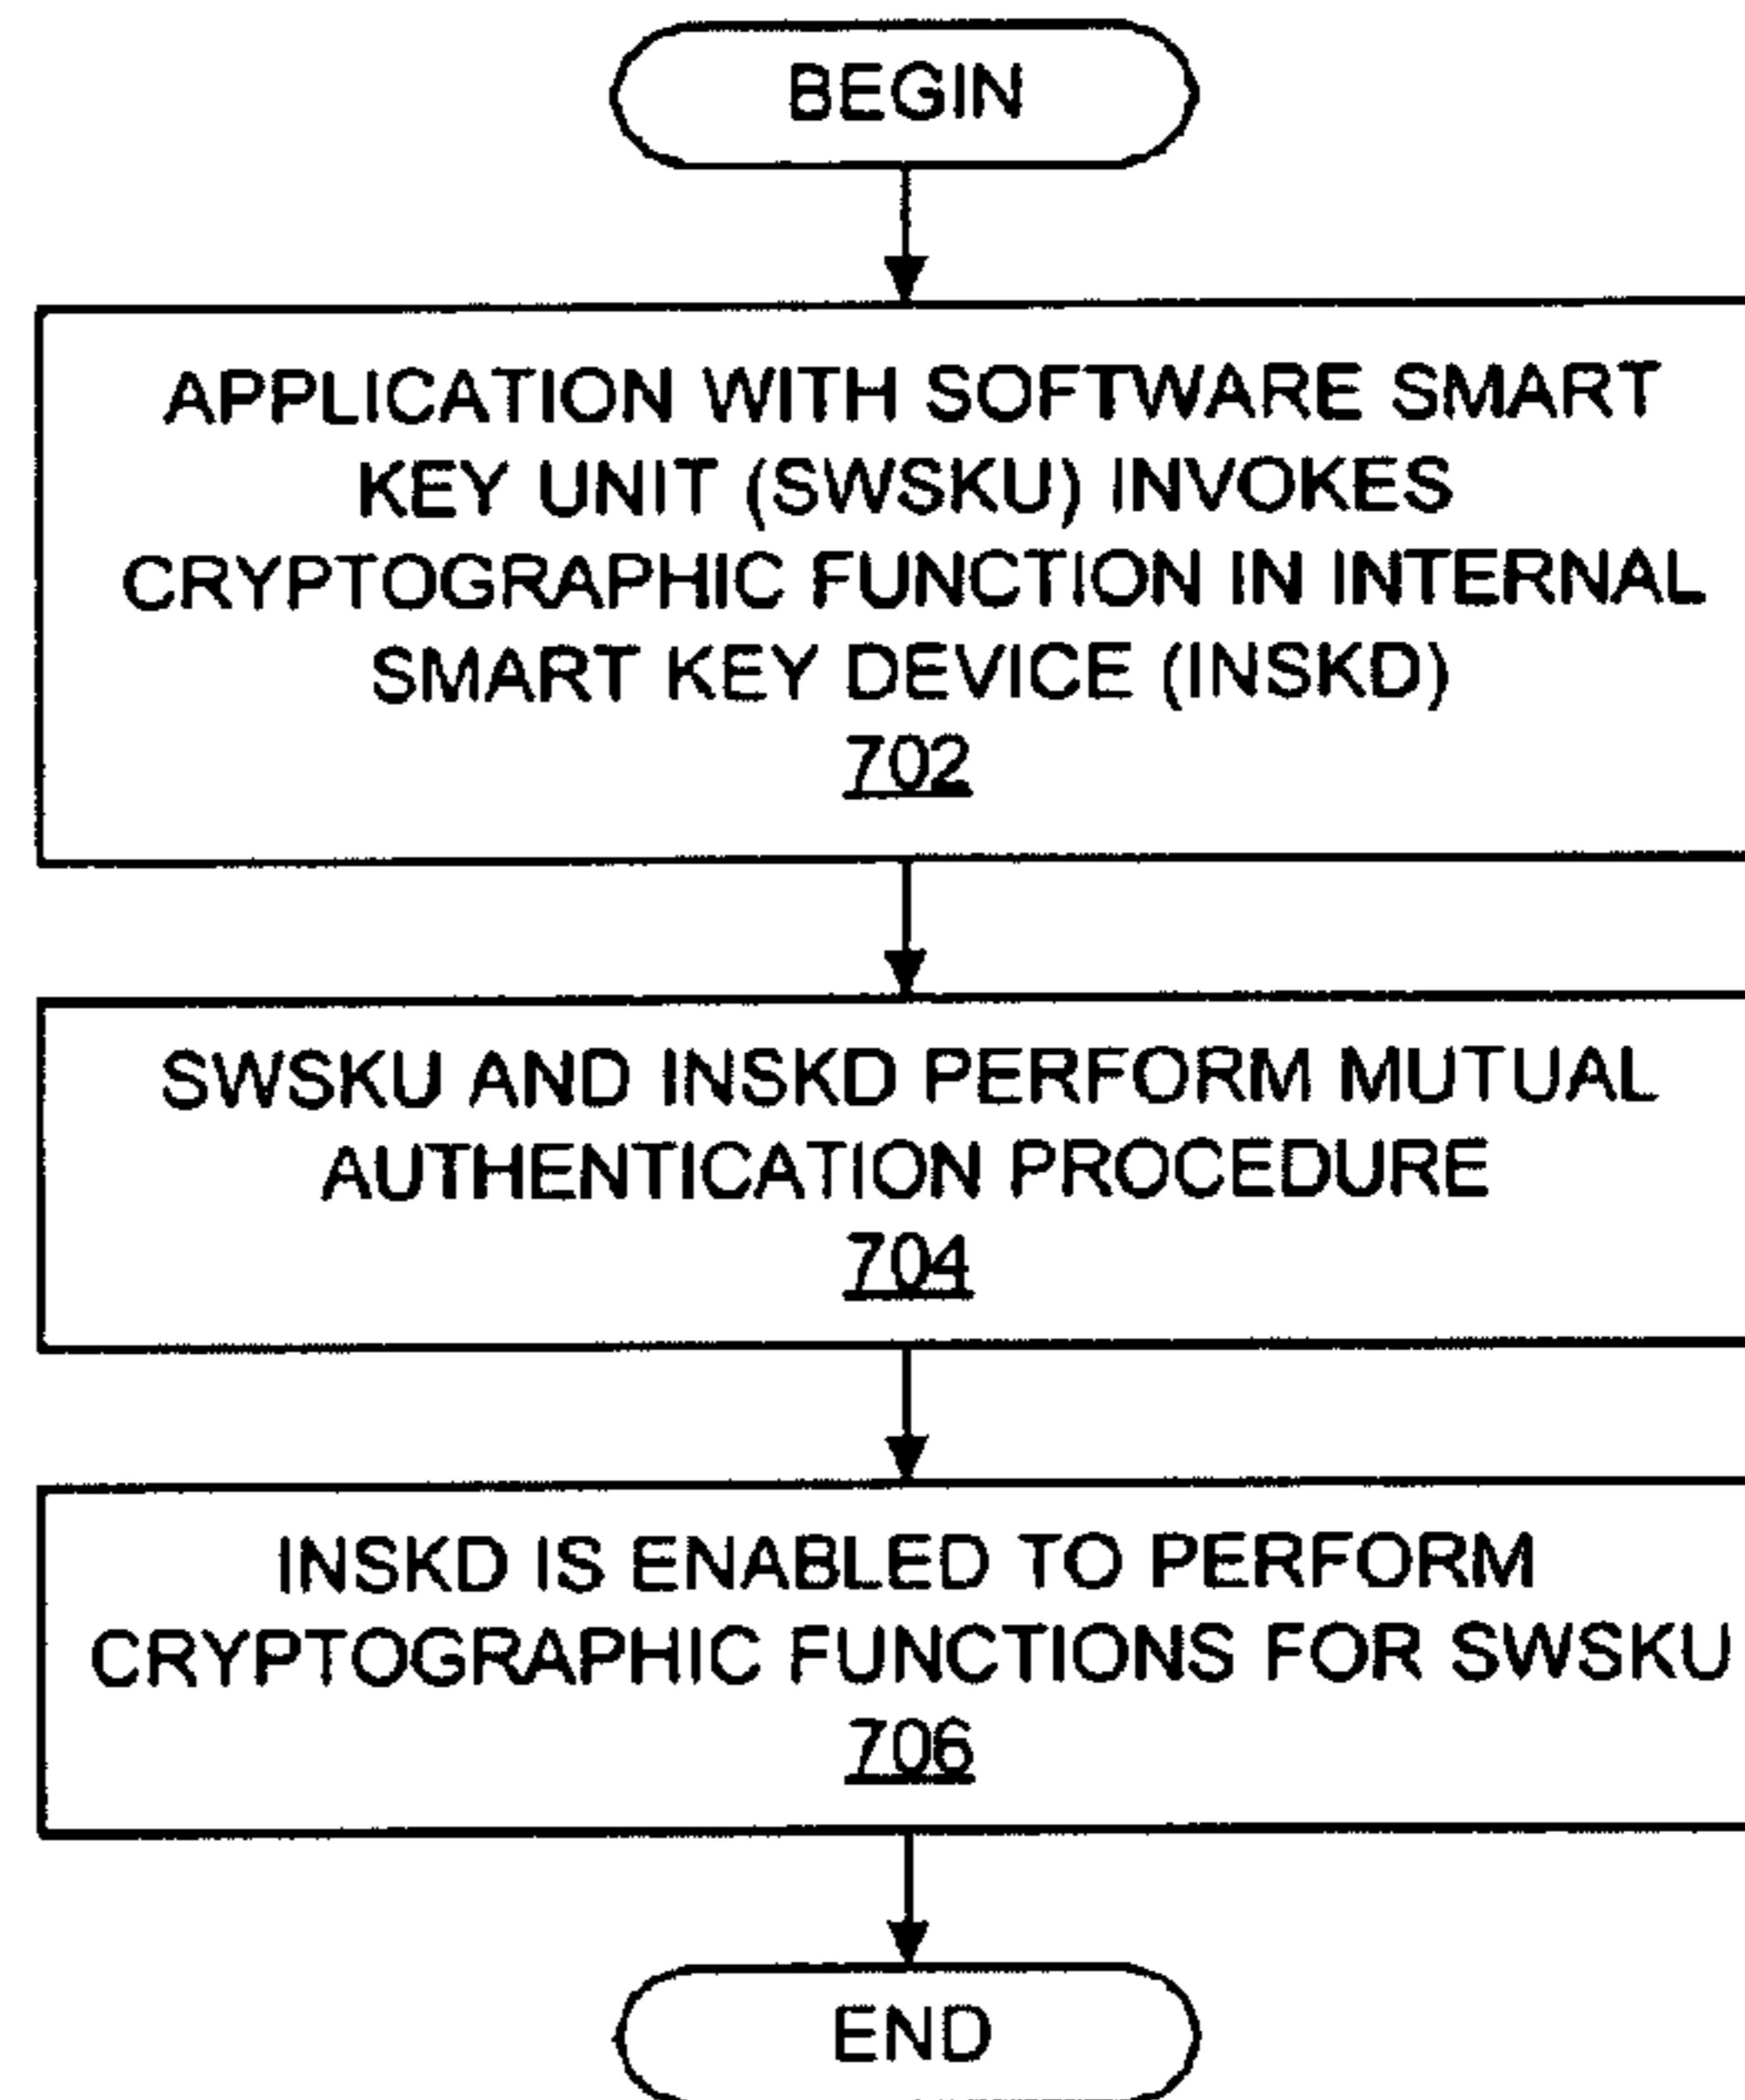 BEGIN
APPLICATION WITH SOFTWARE SMART
KEY UNIT (SWSKU) INVOKES
CRYPTOGRAPHIC FUNCTION IN INTERNAL
SMART KEY DEVICE (INSKD)
702
SWSKU AND INSKD PERFORM MUTUAL
AUTHENTICATION PROCEDURE
704
INSKD IS ENABLED TO PERFORM
CRYPTOGRAPHIC FUNCTIONS FOR SWSKU
706
END